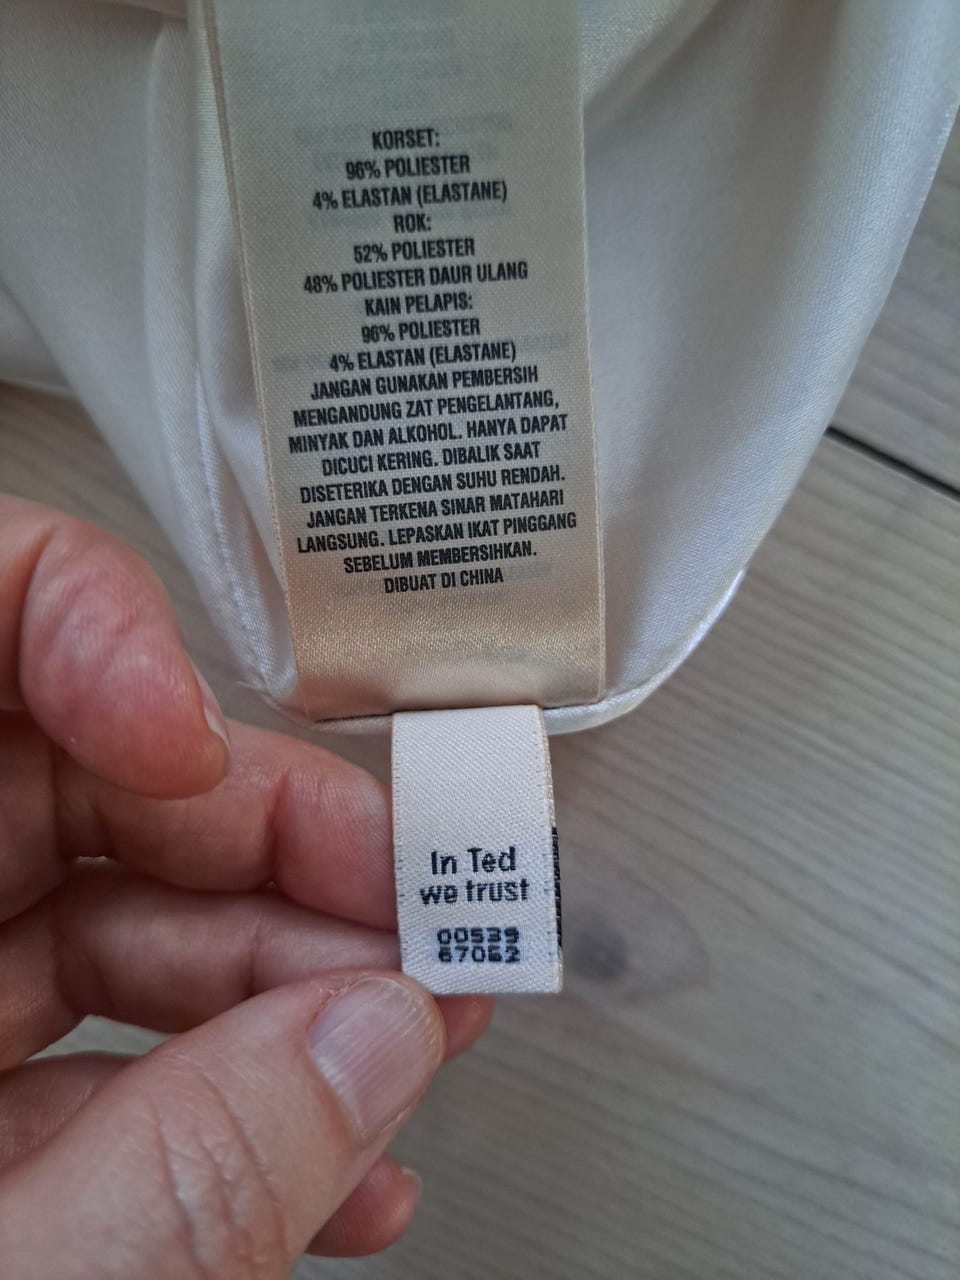 KORSET:
96% POLIESTER
4% ELASTAN (ELASTANE)
ROK:
52% POLIESTER
48% POLIESTER DAUR ULANG
KAIN PELAPIS:
96% POLIESTER
4% ELASTAN (ELASTANE)
JANGAN GUNAKAN PEMBERSIH
MENGANDUNG ZAT PENGELANTANG,
MINYAK DAN ALKOHOL. HANYA DAPAT
DICUCI KERING. DIBALIK SAAT
DISETERIKA DENGAN SUHU RENDAH.
JANGAN TERKENA SINAR MATAHARI
LANGSUNG. LEPASKAN IKAT PINGGANG
SEBELUM MEMBERSIHKAN.
DIBUAT DI CHINA
In Ted
we trust
00539
67052